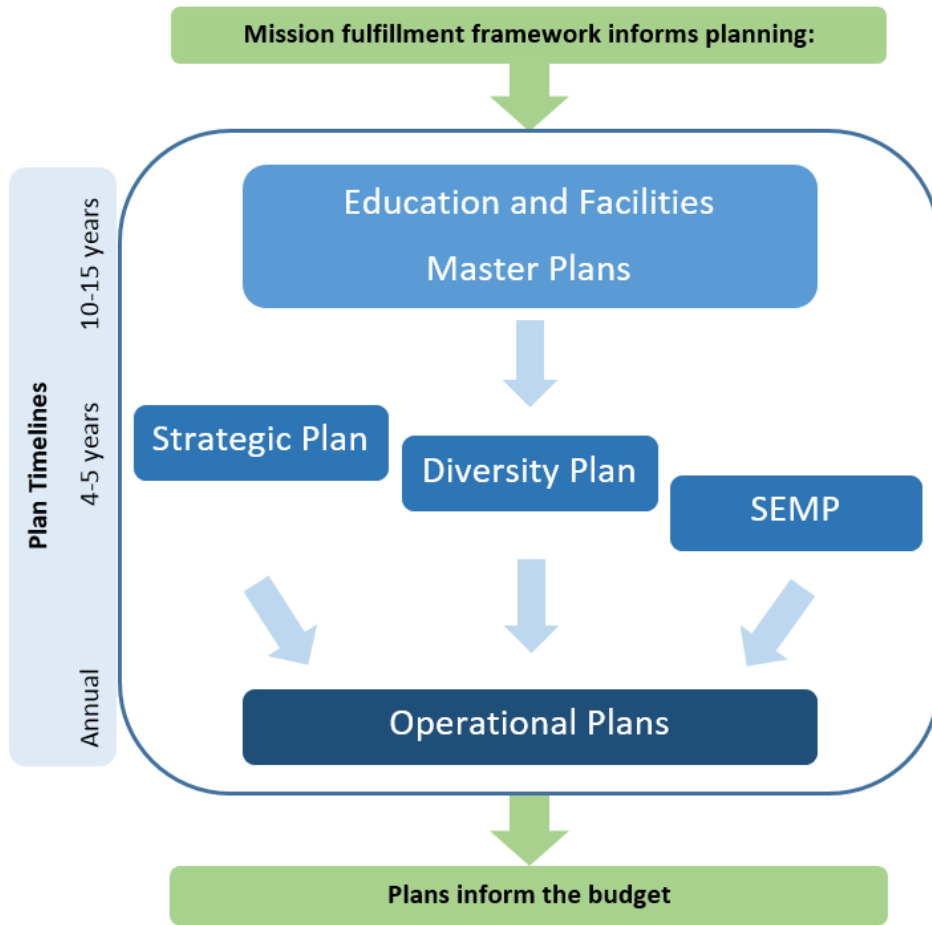 Mission fulfillment framework informs planning:
Plan Timelines
10-15 years
4-5 years
Annual
Education and Facilities
Master Plans
Strategic Plan
Diversity Plan
SEMP
Operational Plans
Plans inform the budget